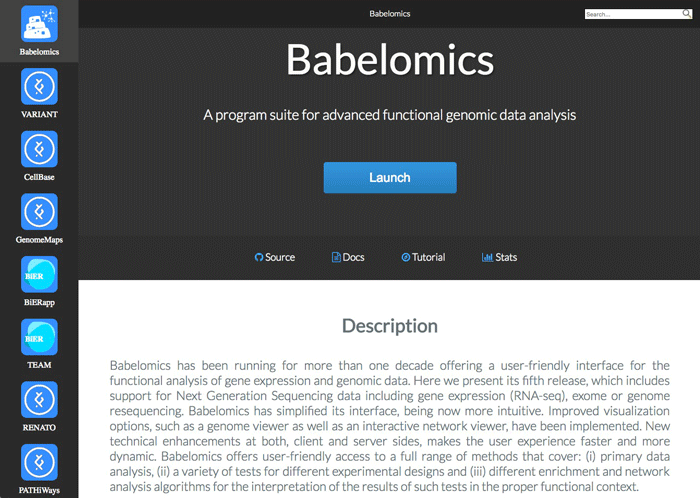 Babelomics
Search...
Babelomics
VARIANT
CellBase
GenomeMaps
BiER
BiERapp
BiER
TEAM
RENATO
PATHiWays
Babelomics
A program suite for advanced functional genomic data analysis
Launch
Source Docs Tutorial Stats
Description
Babelomics has been running for more than one decade offering a user-friendly interface for the
functional analysis of gene expression and genomic data. Here we present its fifth release, which includes
support for Next Generation Sequencing data including gene expression (RNA-seq), exome or genome
resequencing. Babelomics has simplified its interface, being now more intuitive. Improved visualization
options, such as a genome viewer as well as an interactive network viewer, have been implemented. New
technical enhancements at both, client and server sides, makes the user experience faster and more
dynamic. Babelomics offers user-friendly access to a full range of methods that cover: (i) primary data
analysis, (ii) a variety of tests for different experimental designs and (iii) different enrichment and network
analysis algorithms for the interpretation of the results of such tests in the proper functional context.